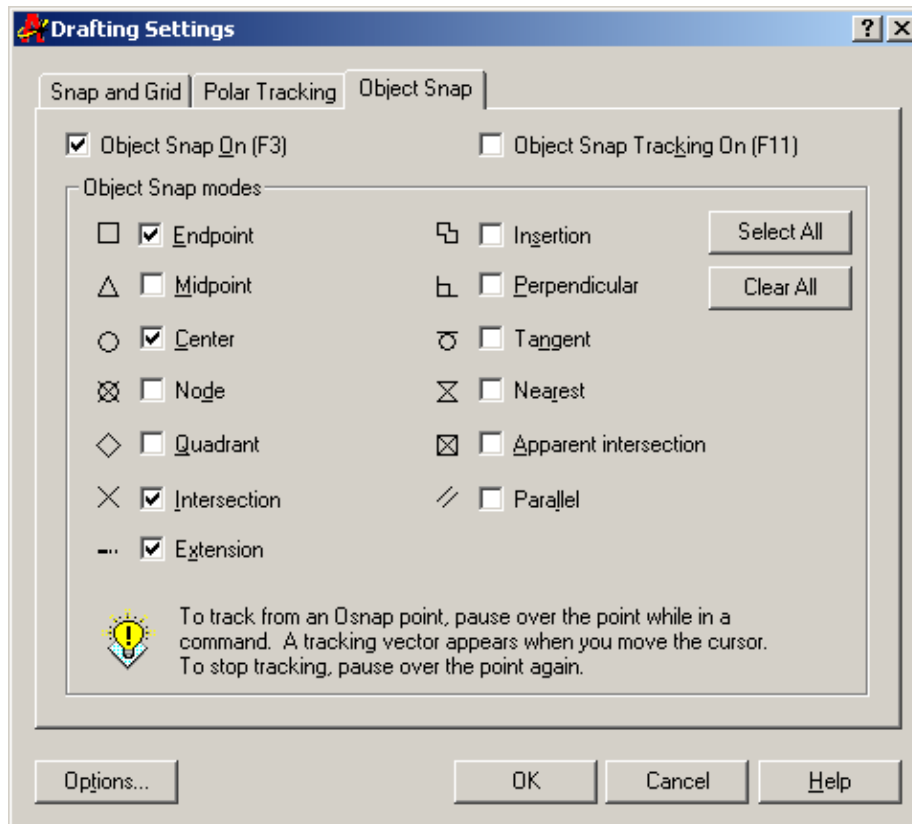 Drafting Settings
Snap and Grid Polar Tracking Object Snap
Object Snap On (F3) Object Snap Tracking On (F11)
Object Snap modes
Endpoint Insertion Select All
Midpoint Perpendicular Clear All
Center Tangent
Node Nearest
Quadrant Apparent intersection
Intersection Parallel
Extension
To track from an Osnap point, pause over the point while in a
command. A tracking vector appears when you move the cursor.
To stop tracking, pause over the point again.
Options... OK Cancel Help